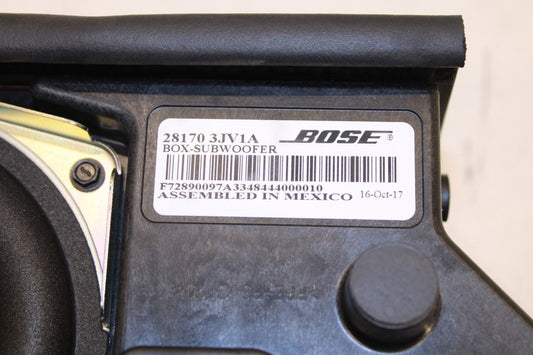 28170 3JV1A BOSE®
BOX-SUBWOOFER
F72890097A3348444000010
ASSEMBLED IN MEXICO 16-Oct-17